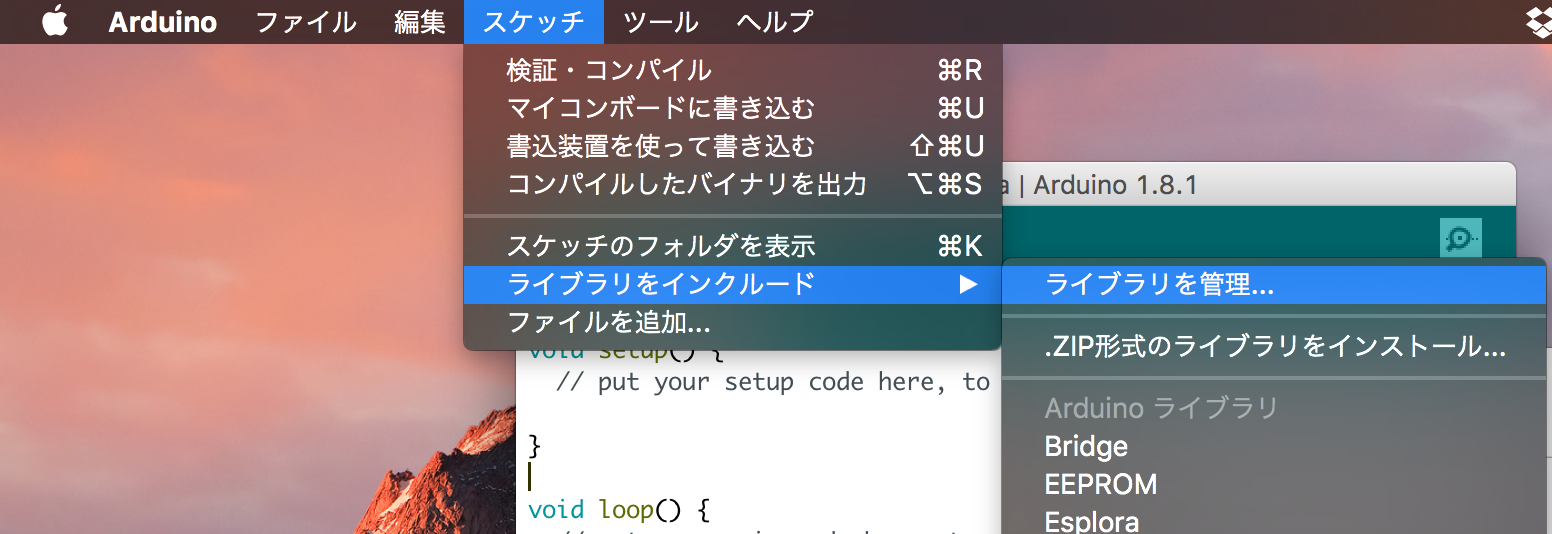 Arduino ファイル 編集 スケッチ ツール ヘルプ
検証・コンパイル ⌘R
マイコンボードに書き込む ⌘U
書込装置を使って書き込む ⇧⌘U
コンパイルしたバイナリを出力 ⌥⌘S
a | Arduino 1.8.1
スケッチのフォルダを表示 ⌘K
ライブラリをインクルード ▶ ライブラリを管理...
ファイルを追加...
.ZIP形式のライブラリをインストール...
void setup() {
// put your setup code here, to
Arduino ライブラリ
}
Bridge
EEPROM
void loop() {
Esplora